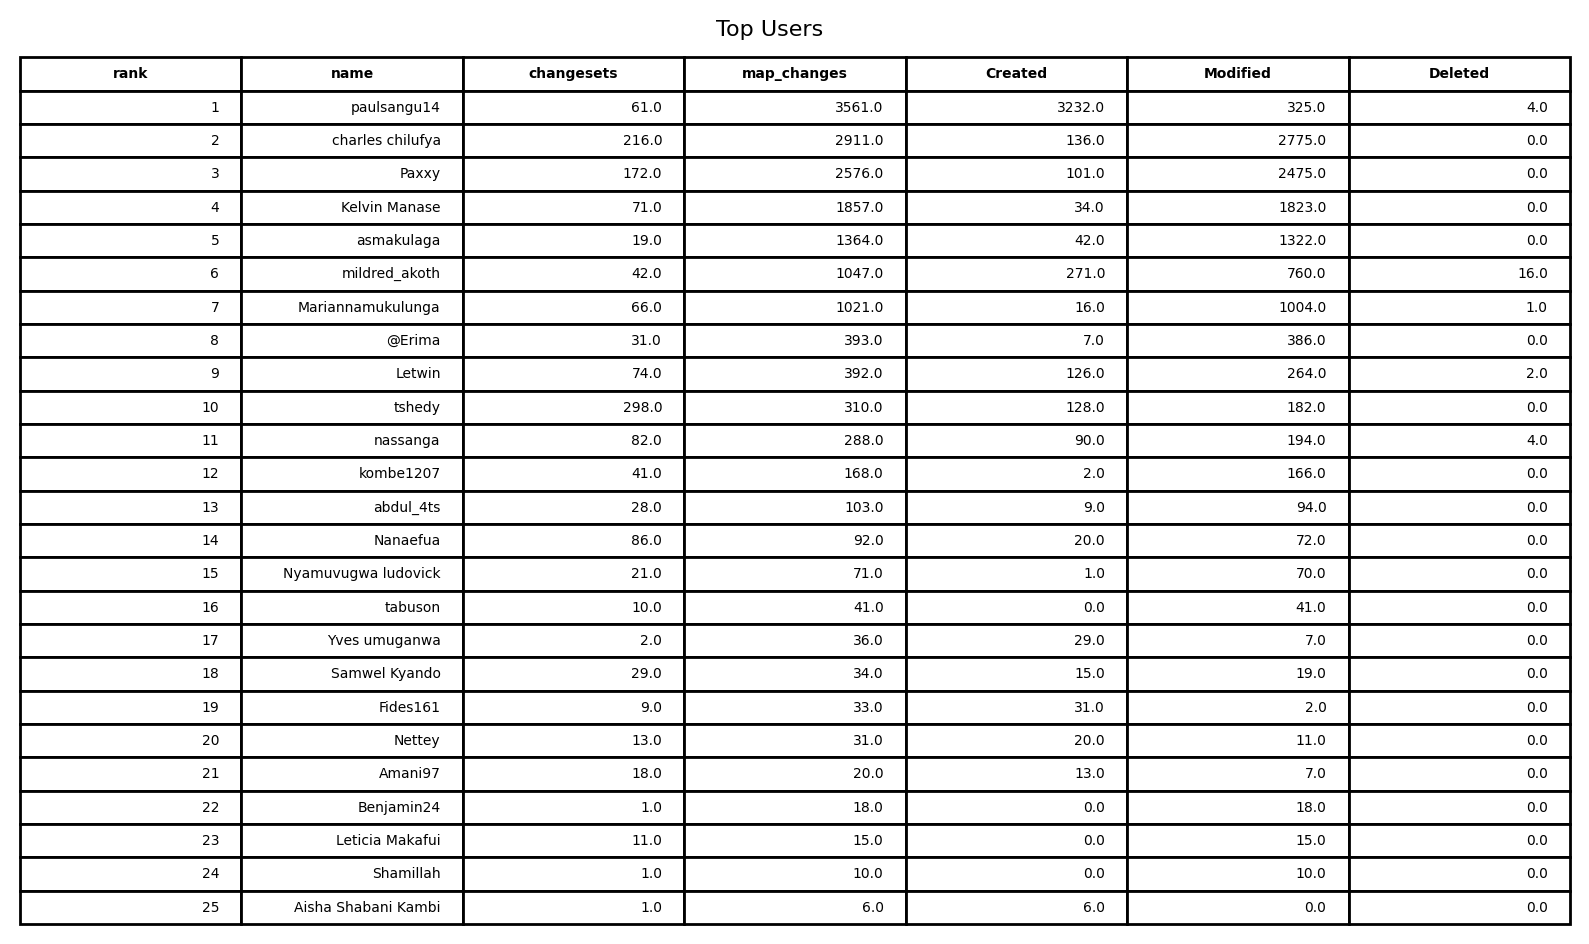 Top Users
rank name changesets map_changes Created Modified Deleted
1 paulsangu14 61.0 3561.0 3232.0 325.0 4.0
2 charles chilufya 216.0 2911.0 136.0 2775.0 0.0
3 Paxxy 172.0 2576.0 101.0 2475.0 0.0
4 Kelvin Manase 71.0 1857.0 34.0 1823.0 0.0
5 asmakulaga 19.0 1364.0 42.0 1322.0 0.0
6 mildred_akoth 42.0 1047.0 271.0 760.0 16.0
7 Mariannamukulunga 66.0 1021.0 16.0 1004.0 1.0
8 @Erima 31.0 393.0 7.0 386.0 0.0
9 Letwin 74.0 392.0 126.0 264.0 2.0
10 tshedy 298.0 310.0 128.0 182.0 0.0
11 nassanga 82.0 288.0 90.0 194.0 4.0
12 kombe1207 41.0 168.0 2.0 166.0 0.0
13 abdul_4ts 28.0 103.0 9.0 94.0 0.0
14 Nanaefua 86.0 92.0 20.0 72.0 0.0
15 Nyamuvugwa ludovick 21.0 71.0 1.0 70.0 0.0
16 tabuson 10.0 41.0 0.0 41.0 0.0
17 Yves umuganwa 2.0 36.0 29.0 7.0 0.0
18 Samwel Kyando 29.0 34.0 15.0 19.0 0.0
19 Fides161 9.0 33.0 31.0 2.0 0.0
20 Nettey 13.0 31.0 20.0 11.0 0.0
21 Amani97 18.0 20.0 13.0 7.0 0.0
22 Benjamin24 1.0 18.0 0.0 18.0 0.0
23 Leticia Makafui 11.0 15.0 0.0 15.0 0.0
24 Shamillah 1.0 10.0 0.0 10.0 0.0
25 Aisha Shabani Kambi 1.0 6.0 6.0 0.0 0.0